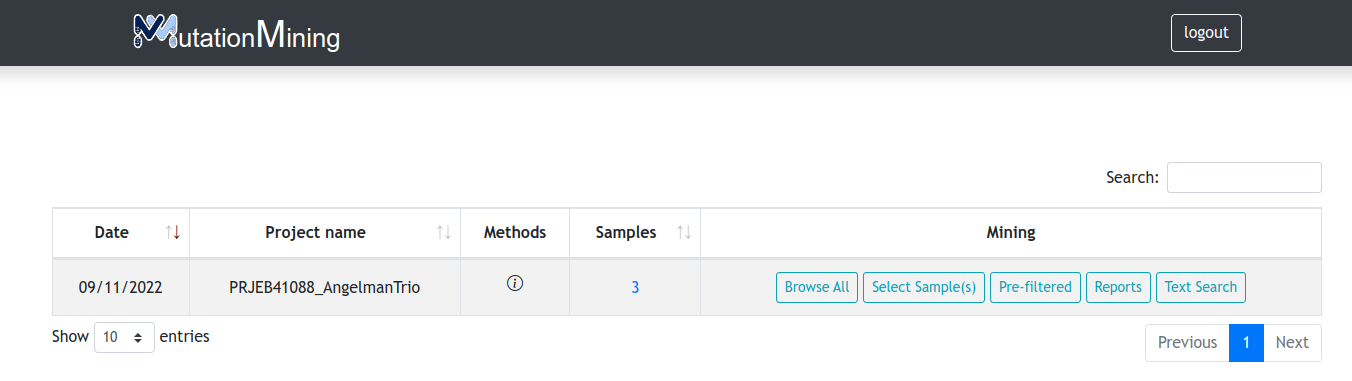 MutationMining
logout
Search:
Date Project name Methods Samples Mining
09/11/2022 PRJEB41088_AngelmanTrio 3 Browse All Select Sample(s) Pre-filtered Reports Text Search
Show 10 entries
Previous 1 Next